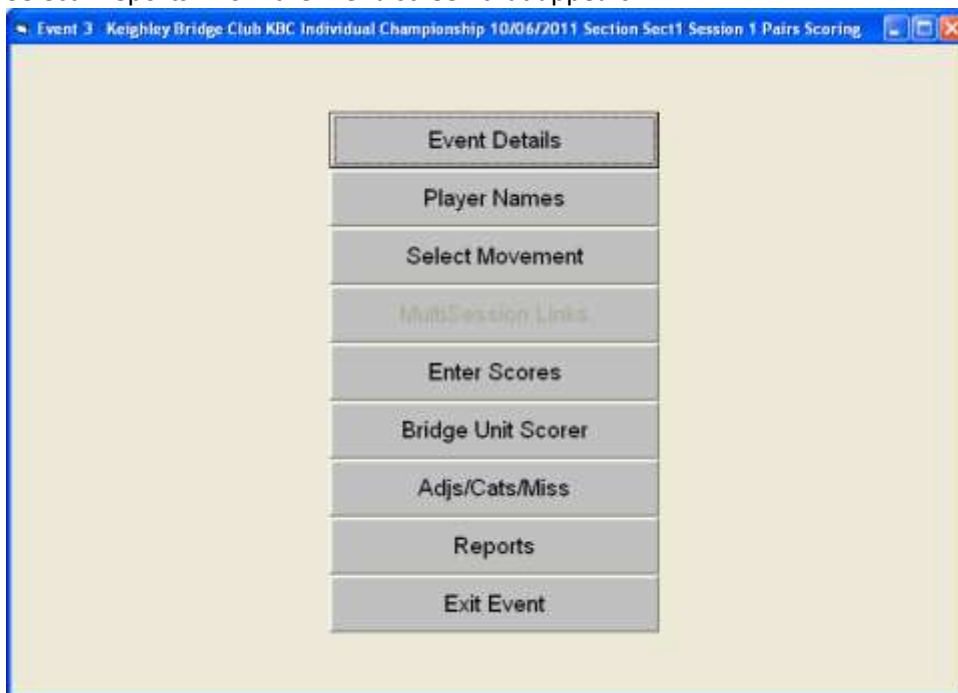 Event 3 Keighley Bridge Club KBC Individual Championship 10/06/2011 Section Sect1 Session 1 Pairs Scoring
Event Details
Player Names
Select Movement
MultiSession Links
Enter Scores
Bridge Unit Scorer
Adjs/Cats/Miss
Reports
Exit Event